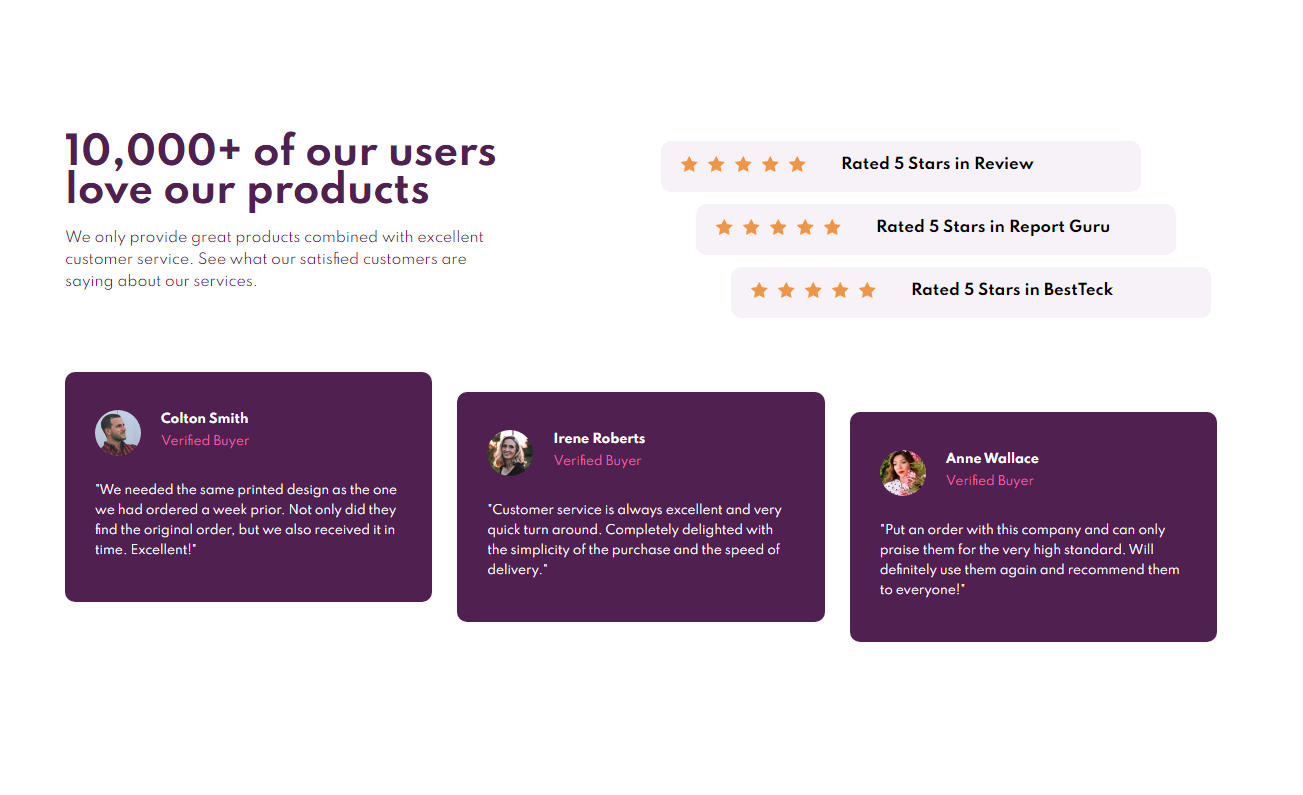 10,000+ of our users
love our products
We only provide great products combined with excellent
customer service. See what our satisfied customers are
saying about our services.
Rated 5 Stars in Review
Rated 5 Stars in Report Guru
Rated 5 Stars in BestTeck
Colton Smith
Verified Buyer
"We needed the same printed design as the one
we had ordered a week prior. Not only did they
find the original order, but we also received it in
time. Excellent!"
Irene Roberts
Verified Buyer
"Customer service is always excellent and very
quick turn around. Completely delighted with
the simplicity of the purchase and the speed of
delivery."
Anne Wallace
Verified Buyer
"Put an order with this company and can only
praise them for the very high standard. Will
definitely use them again and recommend them
to everyone!"